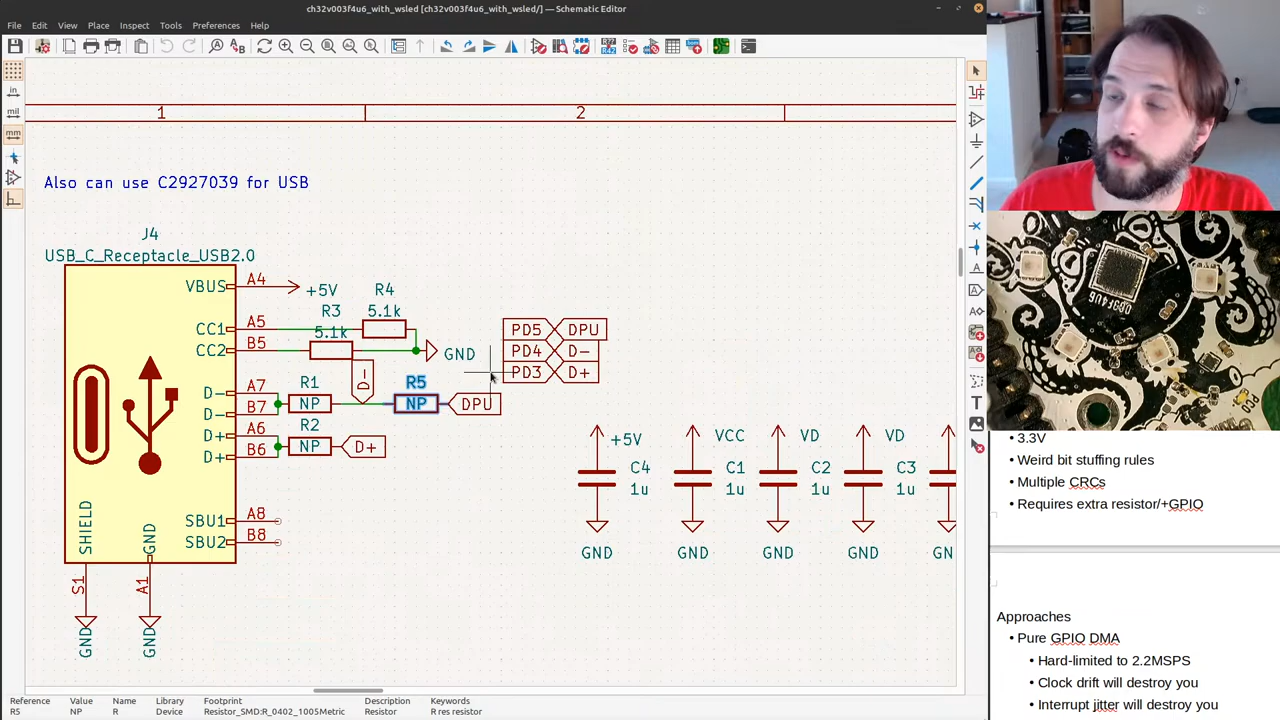 ch32v003f4u6_with_wsled [ch32v003f4u6_with_wsled/] — Schematic Editor
File Edit View Place Inspect Tools Preferences Help
in
mil
mm
1 2
Also can use C2927039 for USB
J4
USB_C_Receptacle_USB2.0
VBUS A4 +5V
R4
5.1k
R3
5.1k
CC1 A5
CC2 B5
GND
PD5 DPU
PD4 D-
PD3 D+
D-
D- A7
D- B7
R1
NP
R5
NP
DPU
D+ A6
D+ B6
R2
NP
D+
SBU1 A8
SBU2 B8
SHIELD
GND
S1
A1
GND
GND
+5V VCC VD VD
C4 C1 C2 C3
1u 1u 1u 1u
GND GND GND GND GN
Reference Value Name Library Footprint Description Keywords
R5 NP R Device Resistor_SMD:R_0402_1005Metric Resistor R res resistor
• 3.3V
• Weird bit stuffing rules
• Multiple CRCs
• Requires extra resistor/+GPIO
Approaches
• Pure GPIO DMA
• Hard-limited to 2.2MSPS
• Clock drift will destroy you
• Interrupt jitter will destroy you